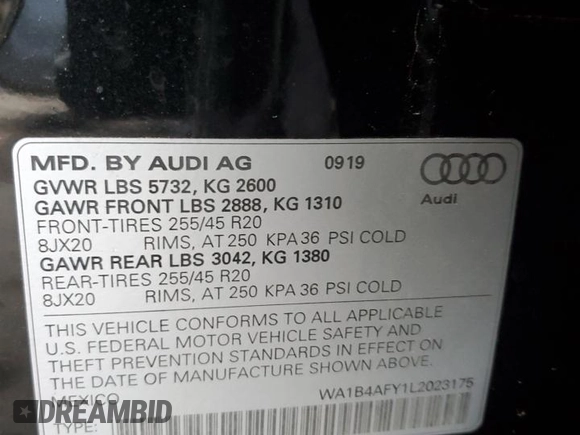 MFD. BY AUDI AG 0919
GVWR LBS 5732, KG 2600
GAWR FRONT LBS 2888, KG 1310
FRONT-TIRES 255/45 R20
8JX20 RIMS, AT 250 KPA 36 PSI COLD
GAWR REAR LBS 3042, KG 1380
REAR-TIRES 255/45 R20
8JX20 RIMS, AT 250 KPA 36 PSI COLD
Audi
THIS VEHICLE CONFORMS TO ALL APPLICABLE
U.S. FEDERAL MOTOR VEHICLE SAFETY AND
THEFT PREVENTION STANDARDS IN EFFECT ON
THE DATE OF MANUFACTURE SHOWN ABOVE.
MEXICO WA1B4AFY1L2023175
TYPE:
DREAMBID